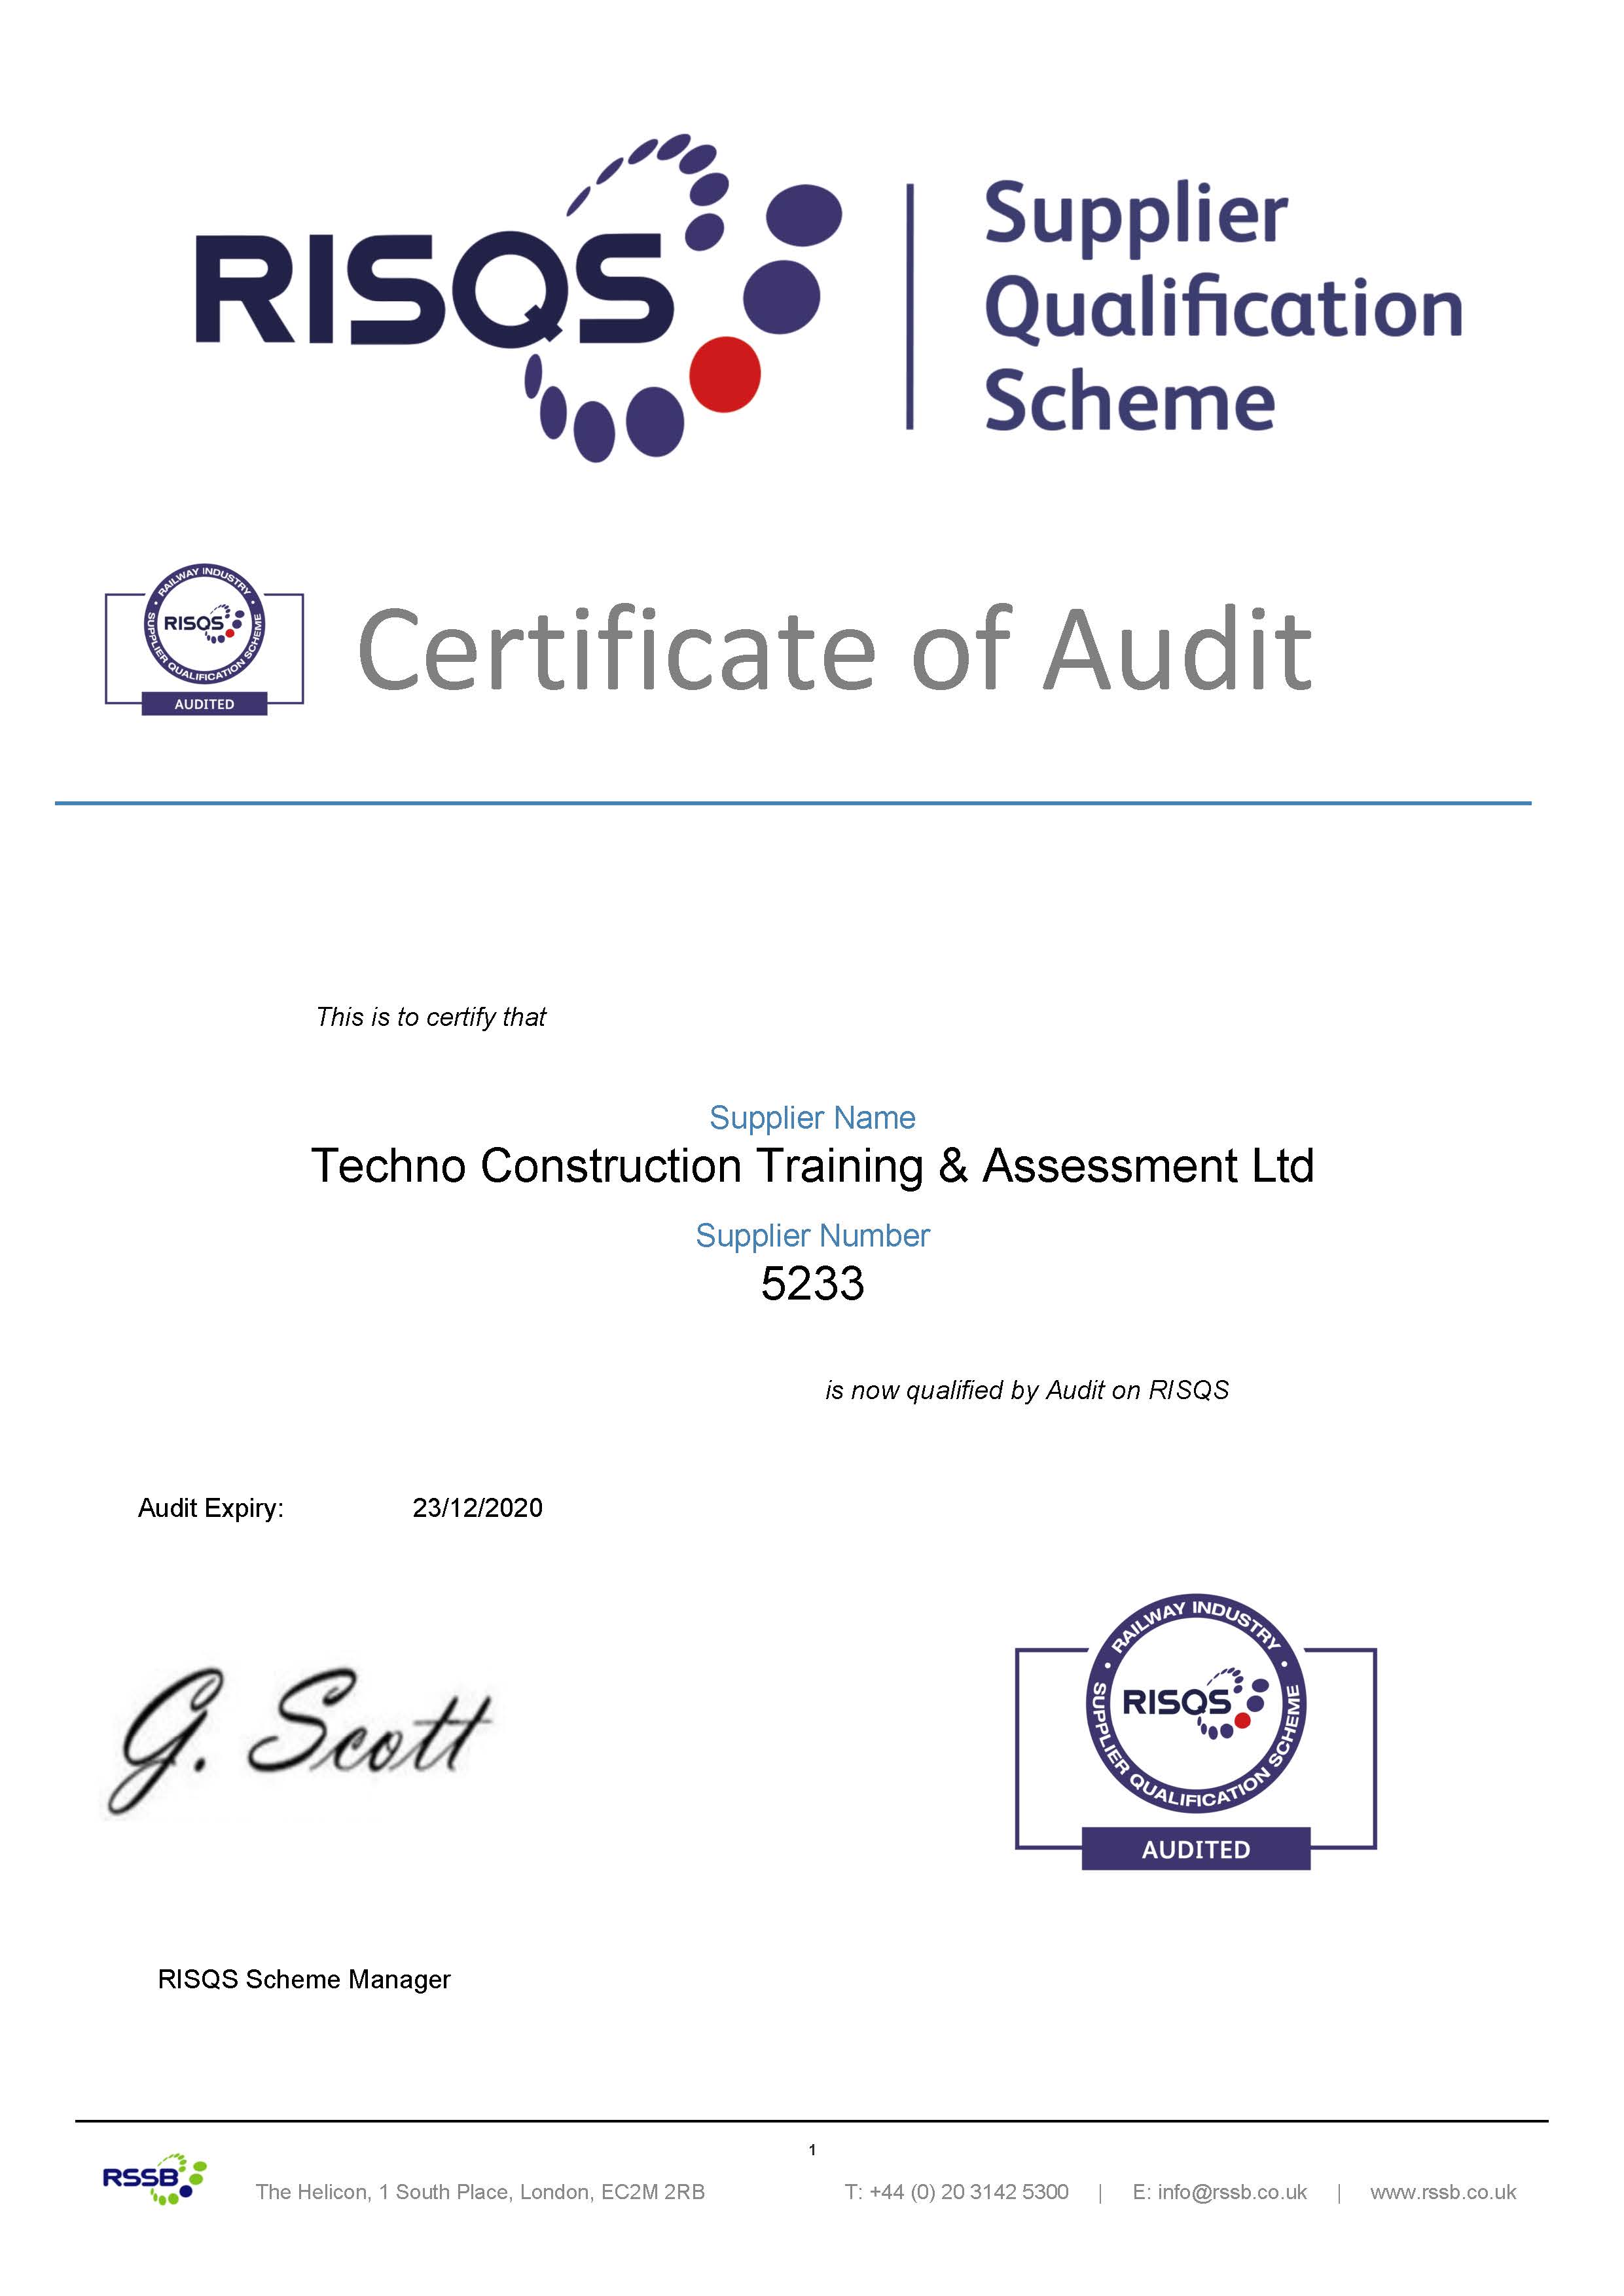 RISQS
Supplier
Qualification
Scheme
RAILWAY INDUSTRY
RISQS
SUPPLIER QUALIFICATION SCHEME
AUDITED
Certificate of Audit
This is to certify that
Supplier Name
Techno Construction Training & Assessment Ltd
Supplier Number
5233
is now qualified by Audit on RISQS
Audit Expiry: 23/12/2020
G. Scott
RAILWAY INDUSTRY
RISQS
SUPPLIER QUALIFICATION SCHEME
AUDITED
RISQS Scheme Manager
1
RSSB
The Helicon, 1 South Place, London, EC2M 2RB T: +44 (0) 20 3142 5300 | E: info@rssb.co.uk | www.rssb.co.uk